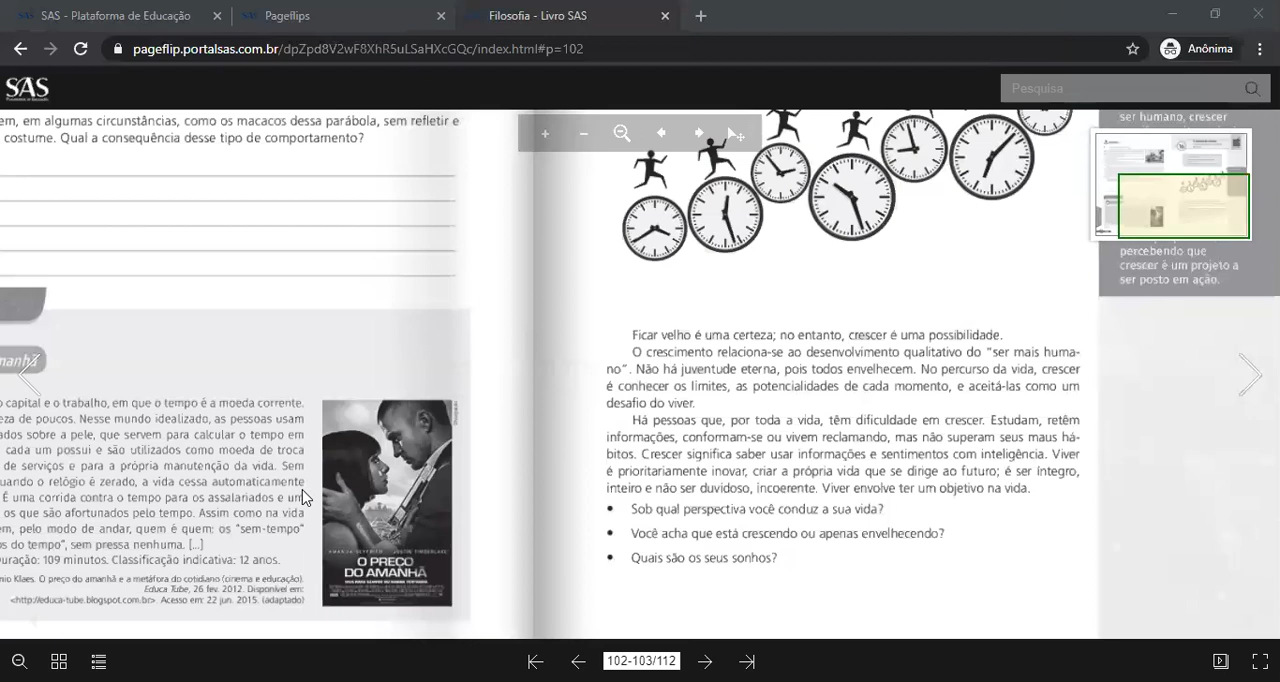 SAS - Plataforma de Educação
Pageflips
Filosofia - Livro SAS
pageflip.portalsas.com.br/dpZpd8V2wF8XhR5uLSaHXcGQc/index.html#p=102
Anônima
SAS
Pesquisa
em, em algumas circunstâncias, como os macacos dessa parábola, sem refletir e
costume. Qual a consequência desse tipo de comportamento?
manhã
o capital e o trabalho, em que o tempo é a moeda corrente.
eza de poucos. Nesse mundo idealizado, as pessoas usam
ados sobre a pele, que servem para calcular o tempo em
cada um possui e são utilizados como moeda de troca
de serviços e para a própria manutenção da vida. Sem
uando o relógio é zerado, a vida cessa automaticamente
É uma corrida contra o tempo para os assalariados e um
os que são afortunados pelo tempo. Assim como na vida
em, pelo modo de andar, quem é quem: os "sem-tempo"
s do tempo", sem pressa nenhuma. [...]
uração: 109 minutos. Classificação indicativa: 12 anos.
nio Klaes. O preço do amanhã e a metáfora do cotidiano (cinema e educação).
Educa Tube, 26 fev. 2012. Disponível em:
<http://educa-tube.blogspot.com.br>. Acesso em: 22 jun. 2015. (adaptado)
AMANDA SEYFRIED JUSTIN TIMBERLAKE
O PREÇO
DO AMANHÃ
ser humano, crescer
percebendo que
crescer é um projeto a
ser posto em ação.
Ficar velho é uma certeza; no entanto, crescer é uma possibilidade.
O crescimento relaciona-se ao desenvolvimento qualitativo do "ser mais huma-
no". Não há juventude eterna, pois todos envelhecem. No percurso da vida, crescer
é conhecer os limites, as potencialidades de cada momento, e aceitá-las como um
desafio do viver.
Há pessoas que, por toda a vida, têm dificuldade em crescer. Estudam, retêm
informações, conformam-se ou vivem reclamando, mas não superam seus maus há-
bitos. Crescer significa saber usar informações e sentimentos com inteligência. Viver
é prioritariamente inovar, criar a própria vida que se dirige ao futuro; é ser íntegro,
inteiro e não ser duvidoso, incoerente. Viver envolve ter um objetivo na vida.
• Sob qual perspectiva você conduz a sua vida?
• Você acha que está crescendo ou apenas envelhecendo?
• Quais são os seus sonhos?
102-103/112